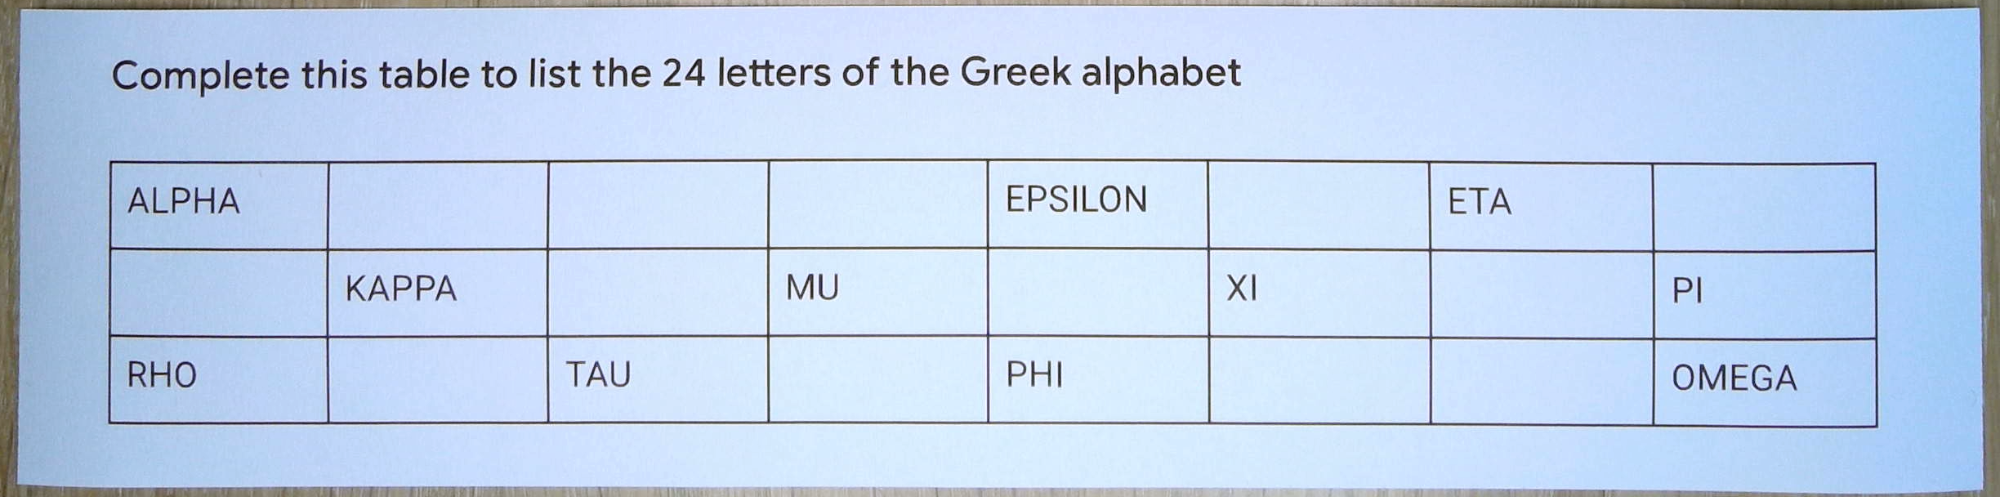 Complete this table to list the 24 letters of the Greek alphabet
ALPHA EPSILON ETA
KAPPA MU XI PI
RHO TAU PHI OMEGA